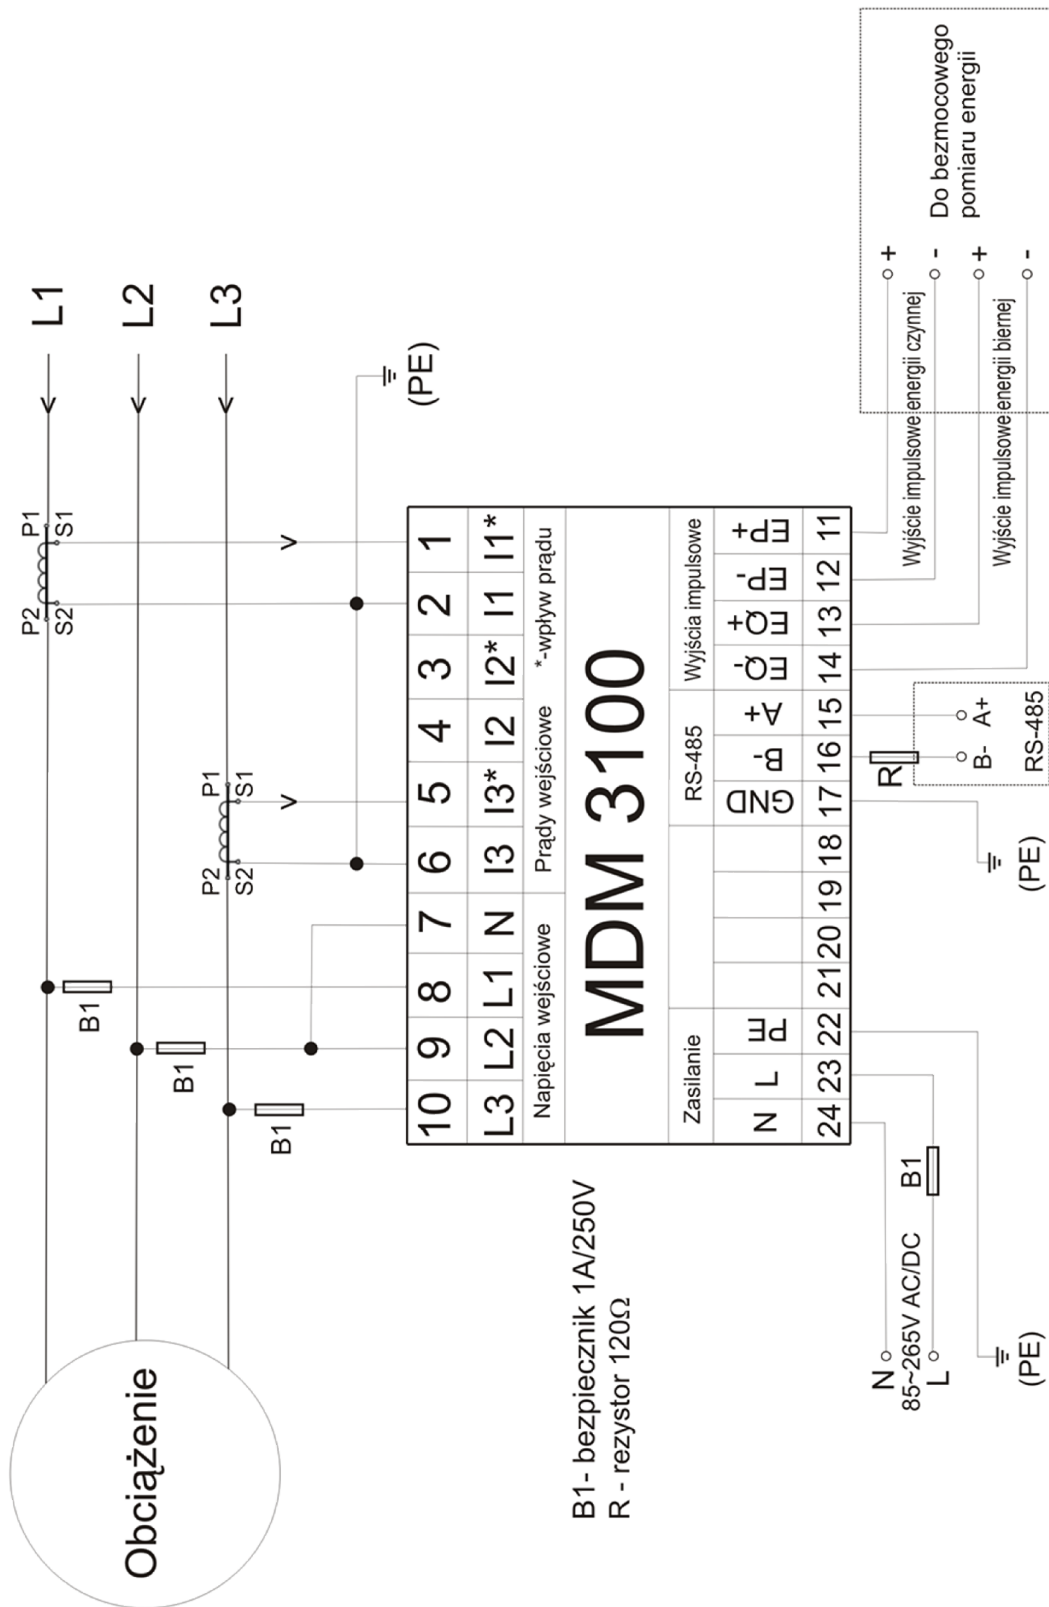 L1
L2
L3
P1
S1
P2
S2
P1
S1
P2
S2
(PE)
B1
B1
B1
Obciążenie
10 9 8 7 6 5 4 3 2 1
L3 L2 L1 N I3 I3* I2 I2* I1 I1*
Napięcia wejściowe
Prądy wejściowe
*-wpływ prądu
MDM 3100
Zasilanie
RS-485
Wyjścia impulsowe
N L PE GND B- A+ EQ- EQ+ EP- EP+
24 23 22 21 20 19 18 17 16 15 14 13 12 11
B1- bezpiecznik 1A/250V
R - rezystor 120Ω
N
85~265V AC/DC
L
B1
(PE)
(PE)
R
B- A+
RS-485
Wyjście impulsowe energii czynnej
Wyjście impulsowe energii biernej
+
-
+
-
Do bezmocowego
pomiaru energii